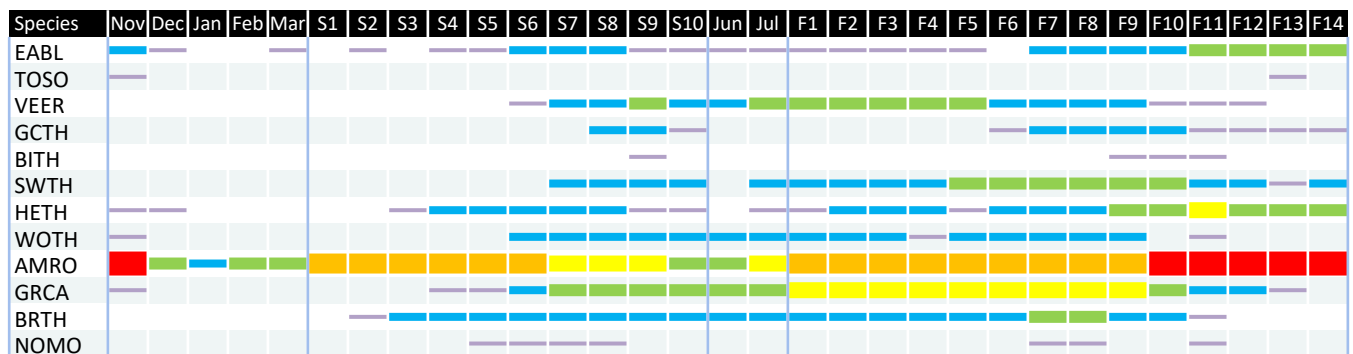 Species Nov Dec Jan Feb Mar S1 S2 S3 S4 S5 S6 S7 S8 S9 S10 Jun Jul F1 F2 F3 F4 F5 F6 F7 F8 F9 F10 F11 F12 F13 F14
EABL
TOSO
VEER
GCTH
BITH
SWTH
HETH
WOTH
AMRO
GRCA
BRTH
NOMO